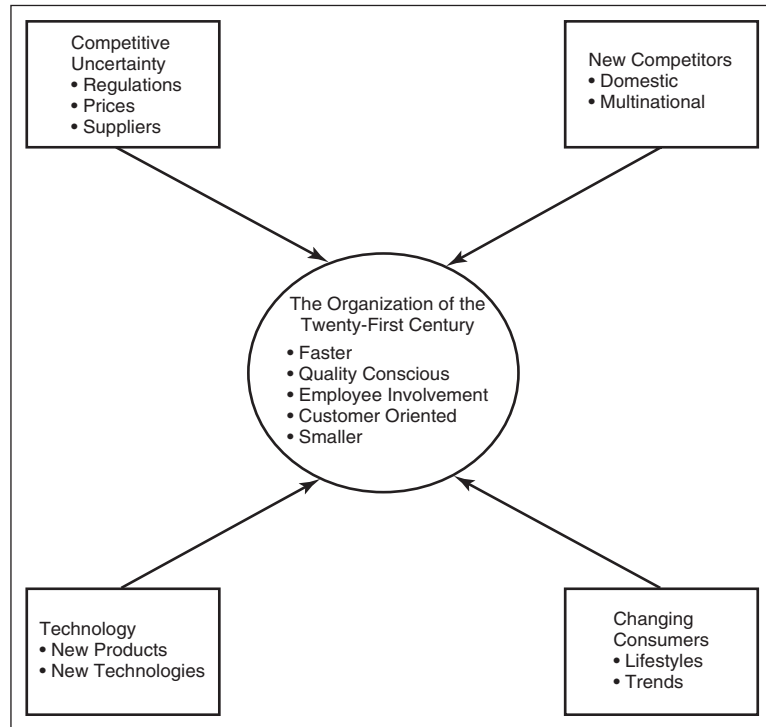 Competitive
Uncertainty
• Regulations
• Prices
• Suppliers
New Competitors
• Domestic
• Multinational
The Organization of the
Twenty-First Century
• Faster
• Quality Conscious
• Employee Involvement
• Customer Oriented
• Smaller
Technology
• New Products
• New Technologies
Changing
Consumers
• Lifestyles
• Trends